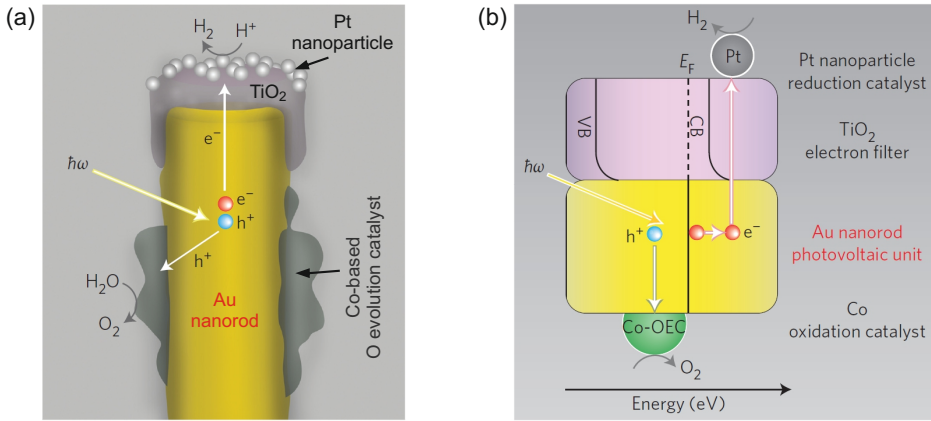 (a)
H₂
H⁺
Pt
nanoparticle
TiO₂
e⁻
ħω
e⁻
h⁺
h⁺
H₂O
O₂
Au
nanorod
Co-based
O evolution catalyst
(b)
H₂
Pt
E_F
VB
CB
Pt nanoparticle
reduction catalyst
TiO₂
electron filter
ħω
h⁺
e⁻
Au nanorod
photovoltaic unit
Co-OEC
O₂
Co
oxidation catalyst
Energy (eV)